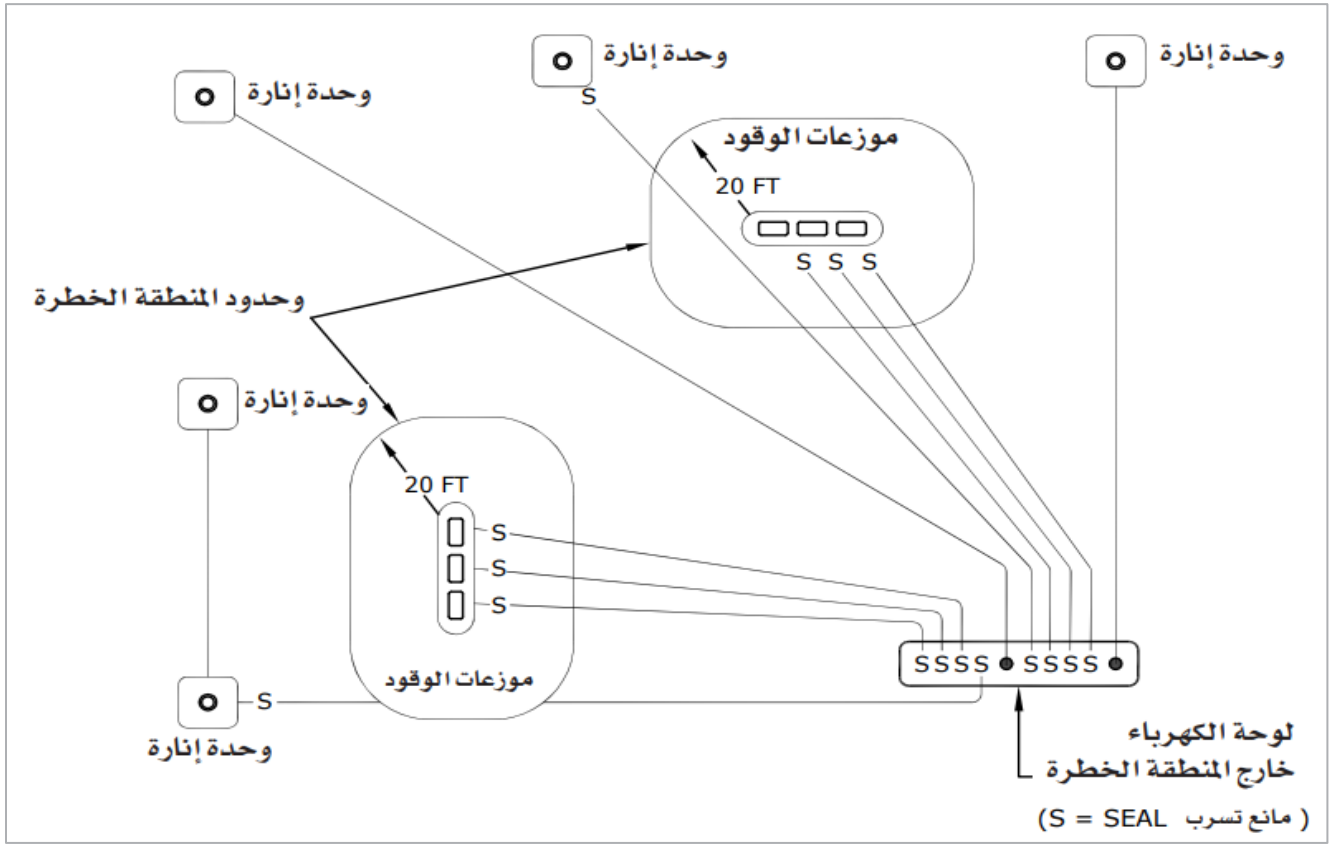 وحدة إنارة
وحدة إنارة
وحدة إنارة
S
موزعات الوقود
20 FT
S S S
وحدود المنطقة الخطرة
وحدة إنارة
20 FT
S
S
S
موزعات الوقود
S
وحدة إنارة
S S S S S S S S
لوحة الكهرباء
خارج المنطقة الخطرة
(S = SEAL مانع تسرب)